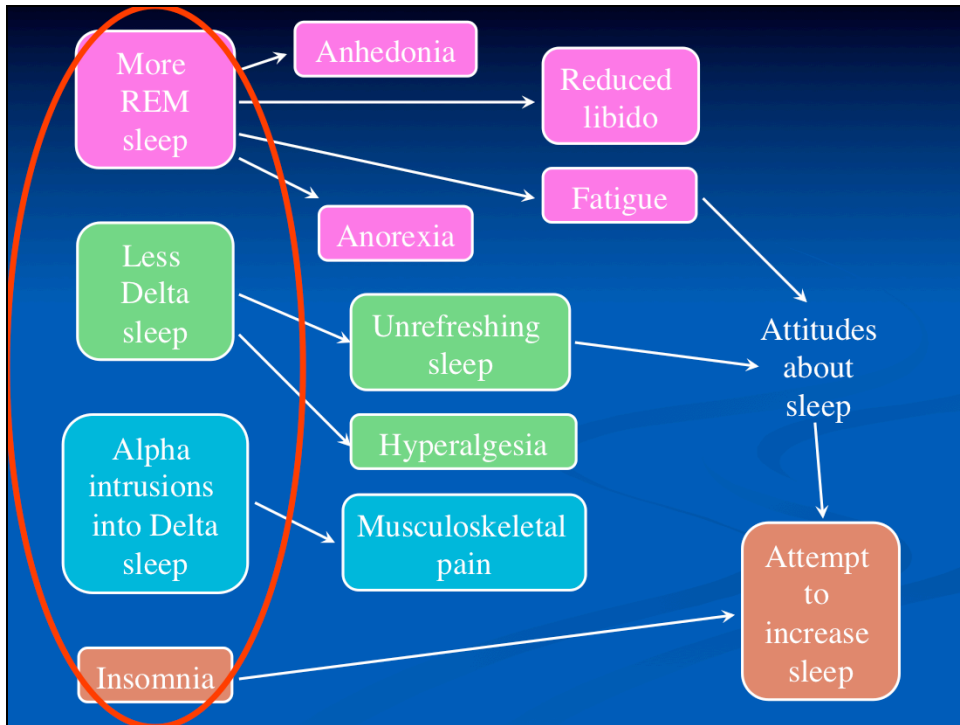 More
REM
sleep
Anhedonia
Reduced
libido
Fatigue
Anorexia
Less
Delta
sleep
Unrefreshing
sleep
Attitudes
about
sleep
Hyperalgesia
Alpha
intrusions
into Delta
sleep
Musculoskeletal
pain
Attempt
to
increase
sleep
Insomnia